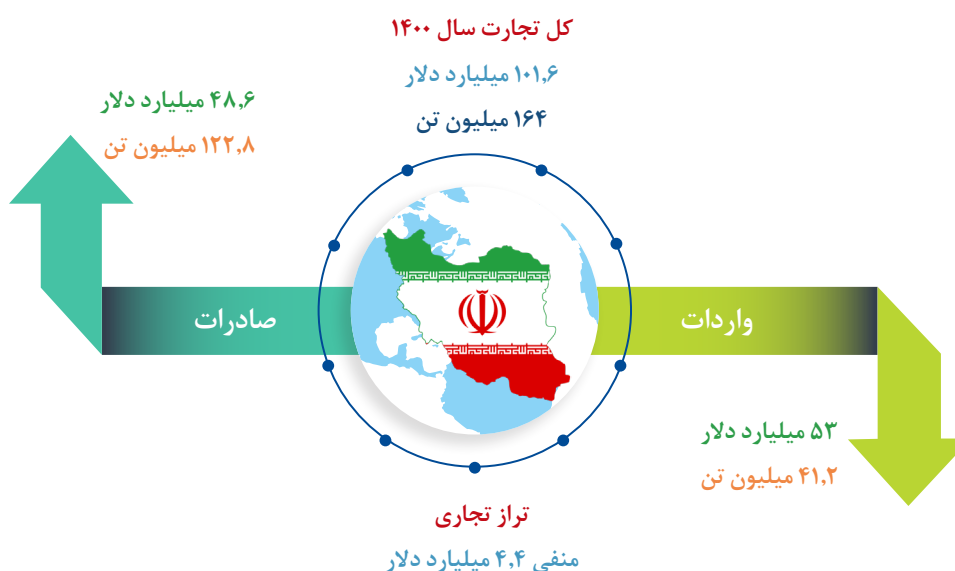 کل تجارت سال ۱۴۰۰
۱۰۱,۶ میلیارد دلار
۱۶۴ میلیون تن
۴۸,۶ میلیارد دلار
۱۲۲,۸ میلیون تن
واردات
صادرات
۵۳ میلیارد دلار
۴۱,۲ میلیون تن
تراز تجاری
منفی ۴,۴ میلیارد دلار